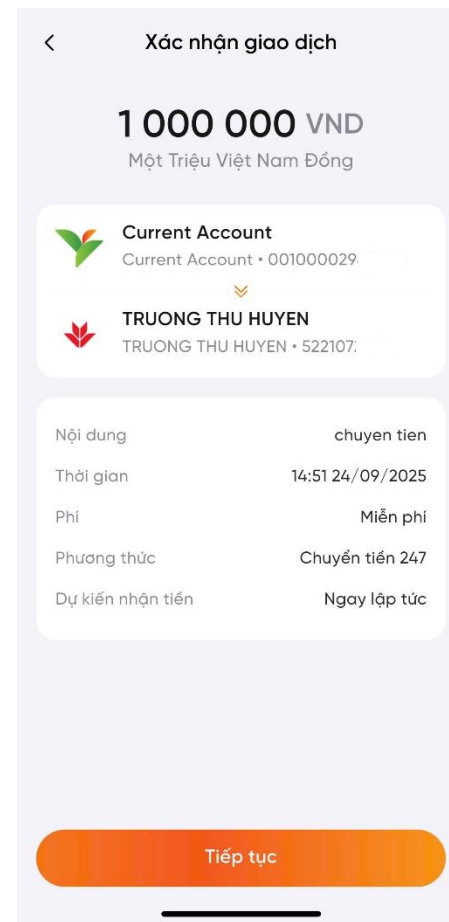 Xác nhận giao dịch
1 000 000 VND
Một Triệu Việt Nam Đồng
Current Account
Current Account • 001000029
TRUONG THU HUYEN
TRUONG THU HUYEN • 522107
Nội dung chuyen tien
Thời gian 14:51 24/09/2025
Phí Miễn phí
Phương thức Chuyển tiền 247
Dự kiến nhận tiền Ngay lập tức
Tiếp tục